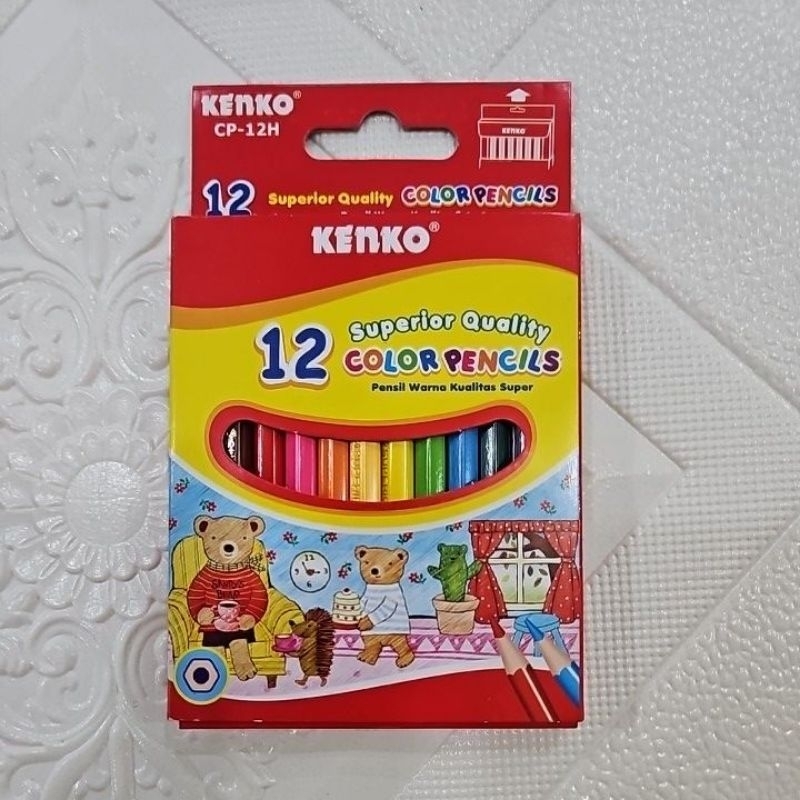 KENKO®
CP-12H
KENKO
12 Superior Quality COLOR PENCILS
KENKO®
12 Superior Quality
COLOR PENCILS
Pensil Warna Kualitas Super